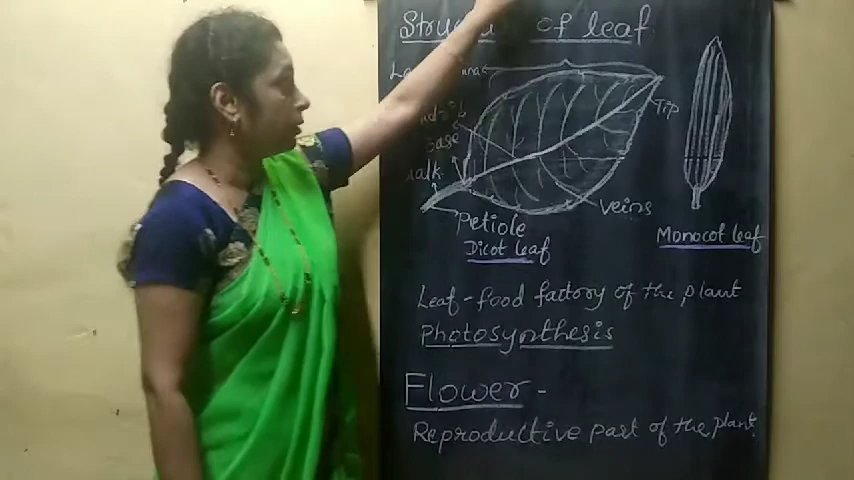 of leaf
Tip
veins
Petiole
Dicot leaf
Monocot leaf
Leaf - food factory of the plant
Photosynthesis
Flower -
Reproductive part of the plant.